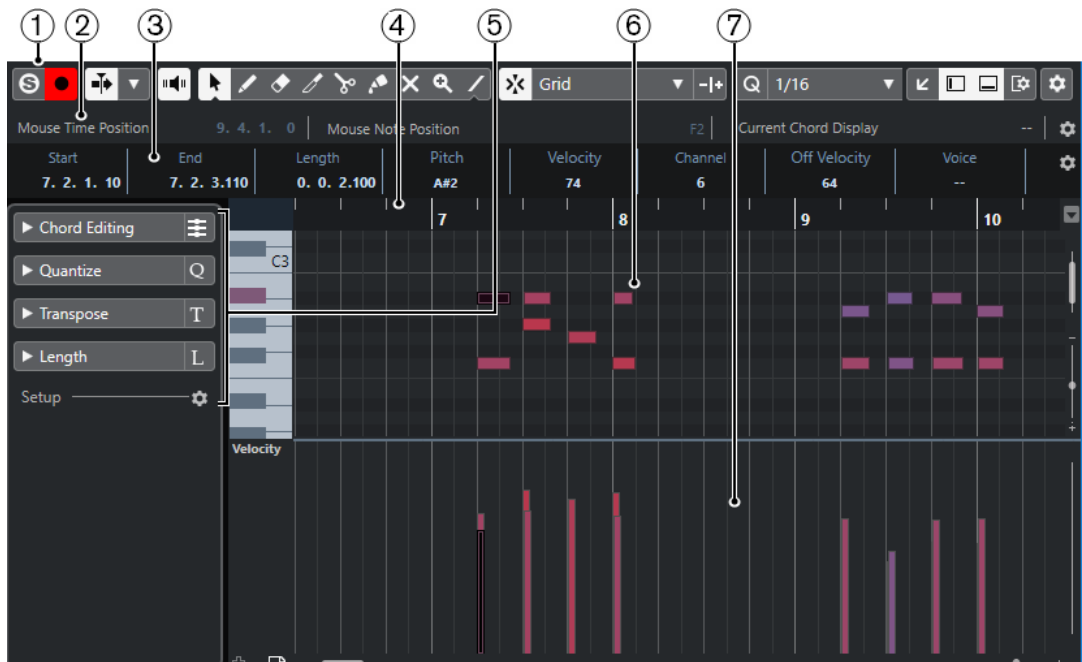 ① ② ③ ④ ⑤ ⑥ ⑦
Grid Q 1/16
Mouse Time Position 9. 4. 1. 0 Mouse Note Position F2 Current Chord Display --
Start End Length Pitch Velocity Channel Off Velocity Voice
7. 2. 1. 10 7. 2. 3.110 0. 0. 2.100 A#2 74 6 64 --
7 8 9 10
Chord Editing
C3
Quantize Q
Transpose T
Length L
Setup
Velocity